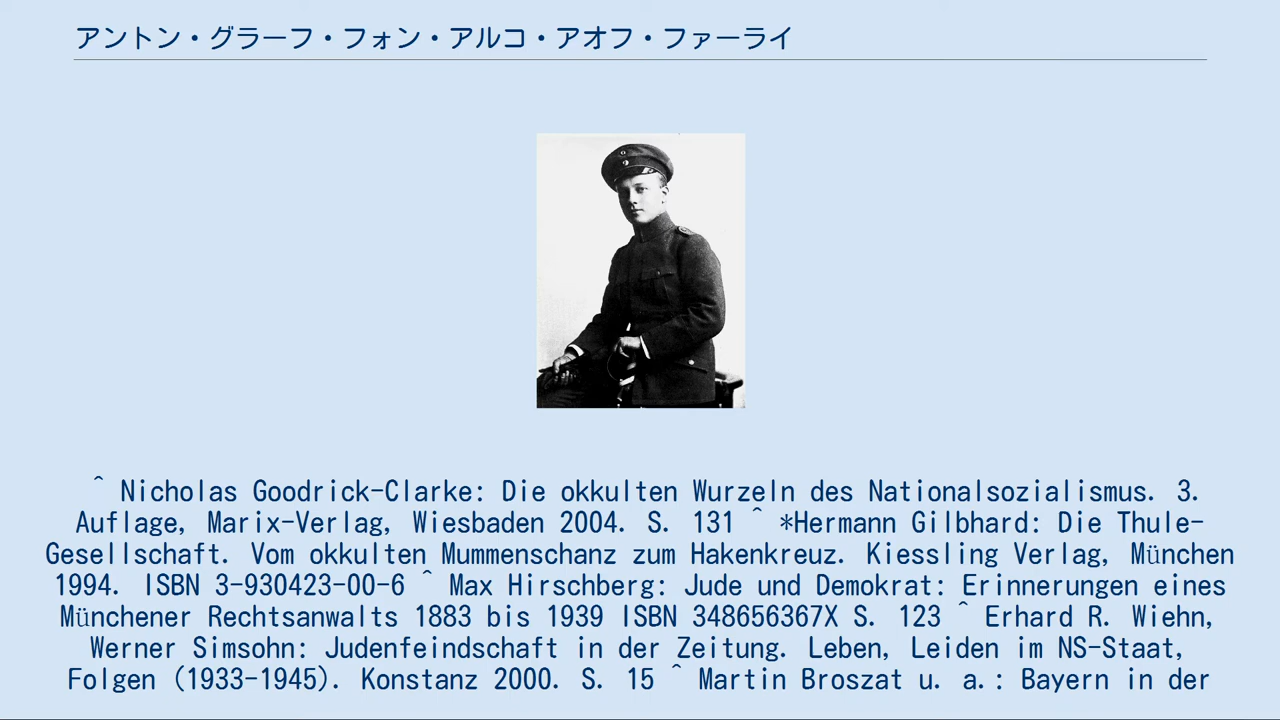 アントン・グラーフ・フォン・アルコ・アオフ・ファーライ
^ Nicholas Goodrick-Clarke: Die okkulten Wurzeln des Nationalsozialismus. 3.
Auflage, Marix-Verlag, Wiesbaden 2004. S. 131 ^ *Hermann Gilbhard: Die Thule-
Gesellschaft. Vom okkulten Mummenschanz zum Hakenkreuz. Kiessling Verlag, München
1994. ISBN 3-930423-00-6 ^ Max Hirschberg: Jude und Demokrat: Erinnerungen eines
Münchener Rechtsanwalts 1883 bis 1939 ISBN 348656367X S. 123 ^ Erhard R. Wiehn,
Werner Simsohn: Judenfeindschaft in der Zeitung. Leben, Leiden im NS-Staat,
Folgen (1933-1945). Konstanz 2000. S. 15 ^ Martin Broszat u. a.: Bayern in der